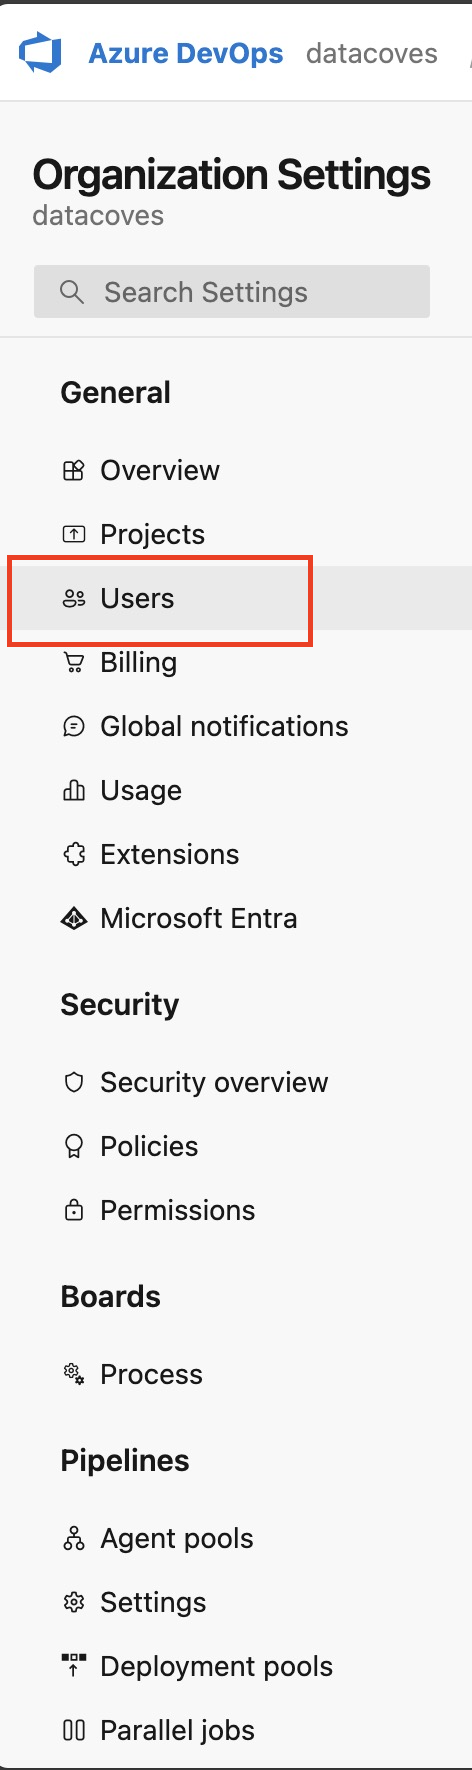 Azure DevOps datacoves /
Organization Settings
datacoves
Search Settings
General
Overview
Projects
Users
Billing
Global notifications
Usage
Extensions
Microsoft Entra
Security
Security overview
Policies
Permissions
Boards
Process
Pipelines
Agent pools
Settings
Deployment pools
Parallel jobs